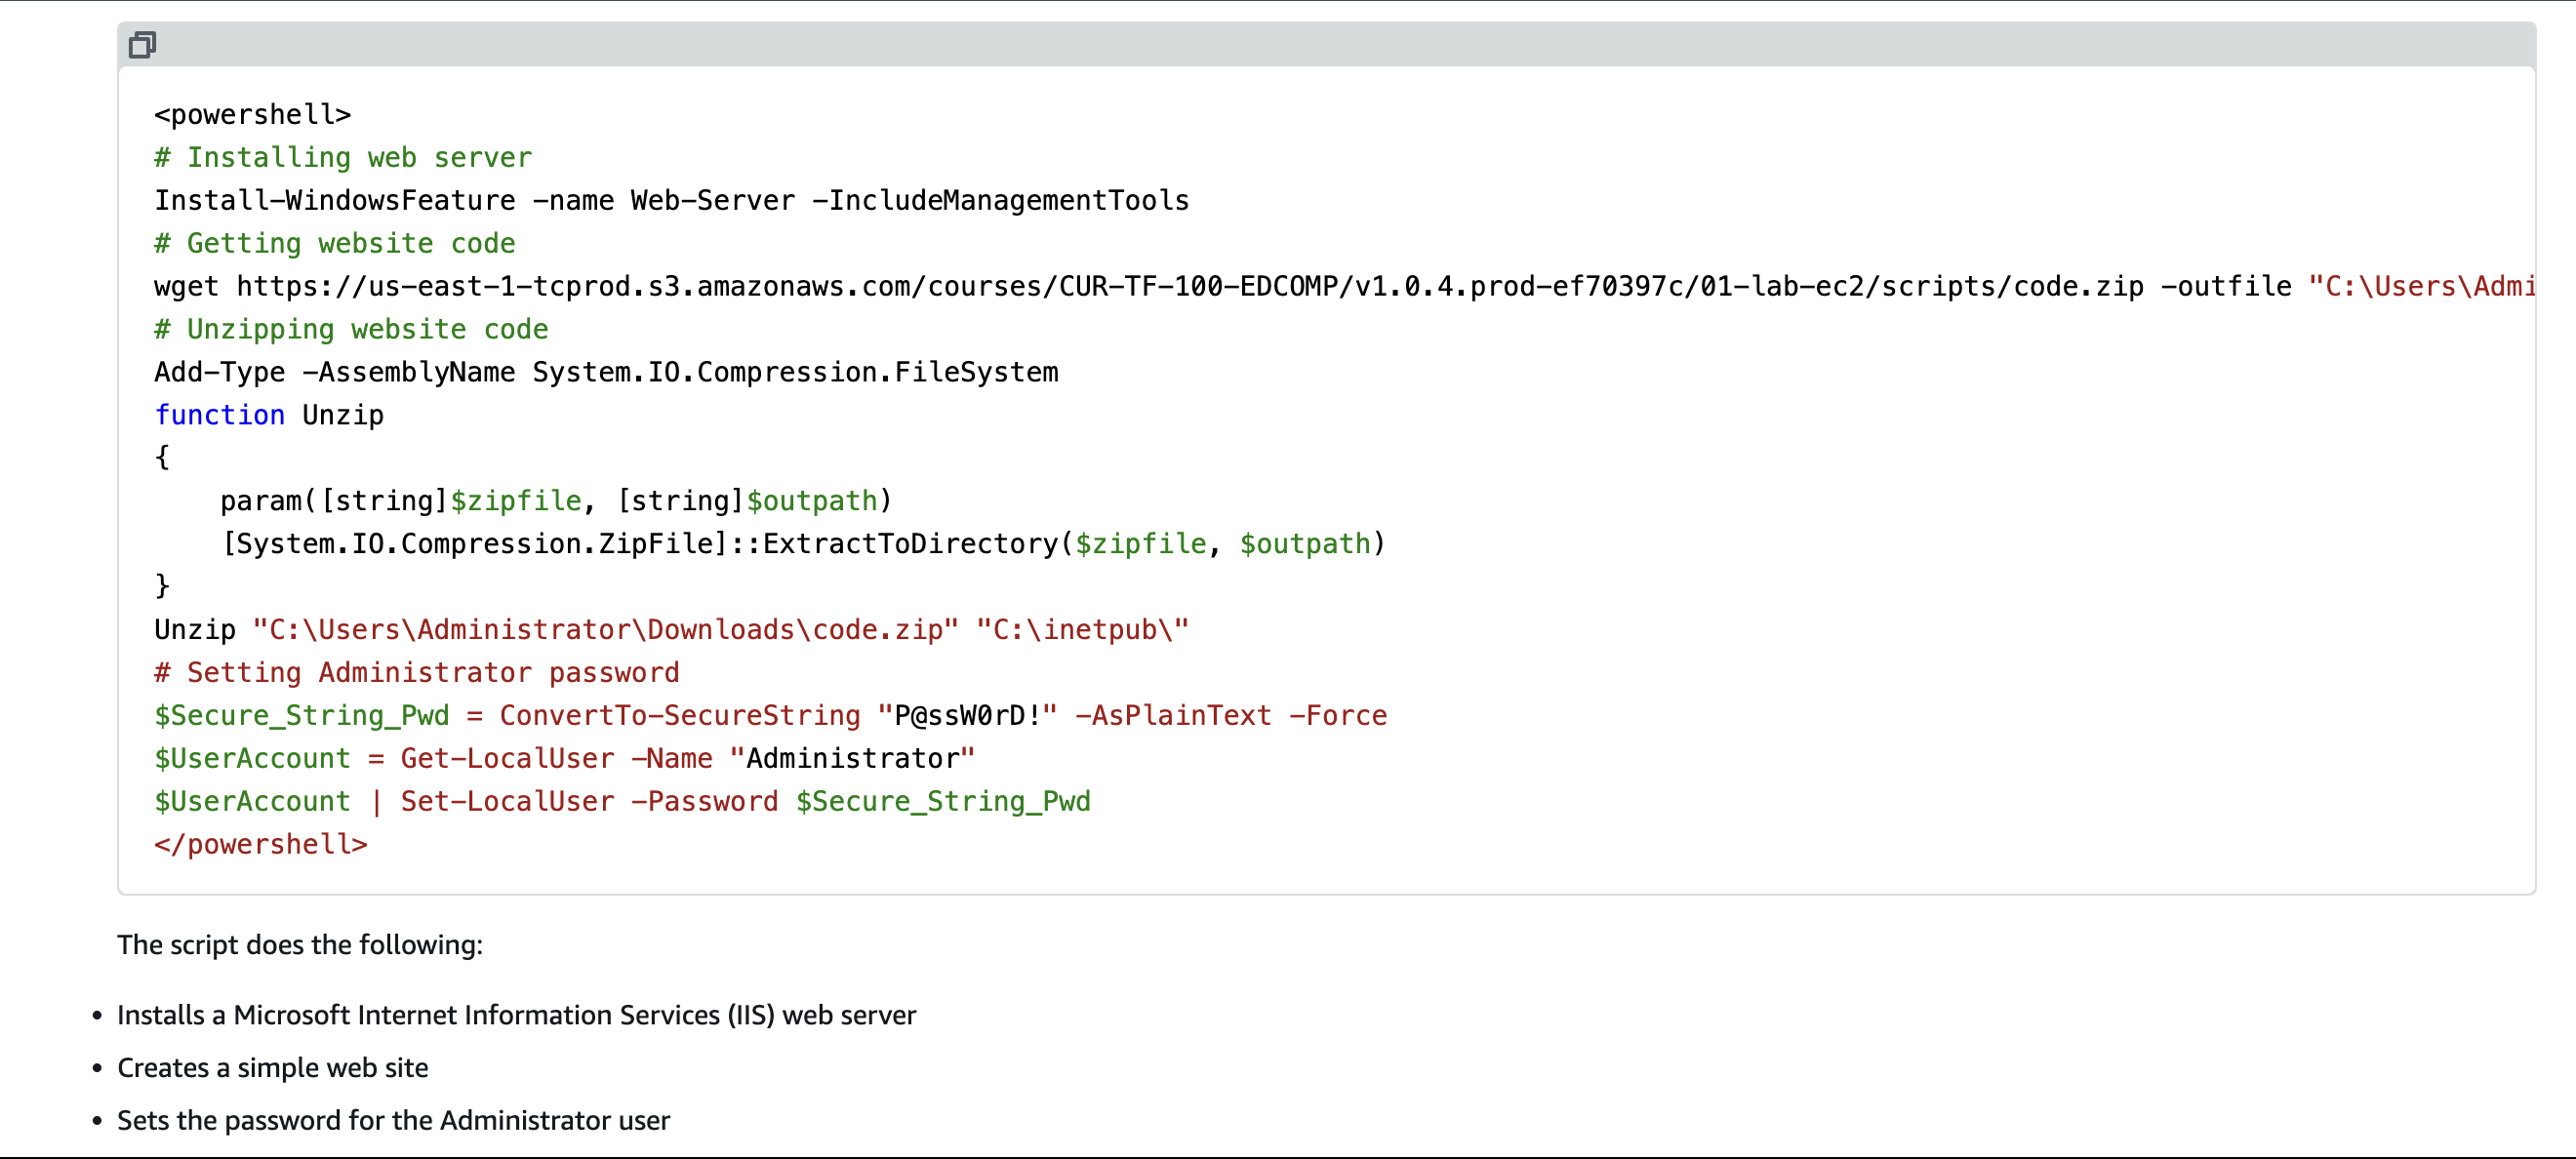 <powershell>
# Installing web server
Install-WindowsFeature -name Web-Server -IncludeManagementTools
# Getting website code
wget https://us-east-1-tcprod.s3.amazonaws.com/courses/CUR-TF-100-EDCOMP/v1.0.4.prod-ef70397c/01-lab-ec2/scripts/code.zip -outfile "C:\Users\Admi
# Unzipping website code
Add-Type -AssemblyName System.IO.Compression.FileSystem
function Unzip
{
    param([string]$zipfile, [string]$outpath)
    [System.IO.Compression.ZipFile]::ExtractToDirectory($zipfile, $outpath)
}
Unzip "C:\Users\Administrator\Downloads\code.zip" "C:\inetpub\"
# Setting Administrator password
$Secure_String_Pwd = ConvertTo-SecureString "P@ssW0rD!" -AsPlainText -Force
$UserAccount = Get-LocalUser -Name "Administrator"
$UserAccount | Set-LocalUser -Password $Secure_String_Pwd
</powershell>
The script does the following:
• Installs a Microsoft Internet Information Services (IIS) web server
• Creates a simple web site
• Sets the password for the Administrator user